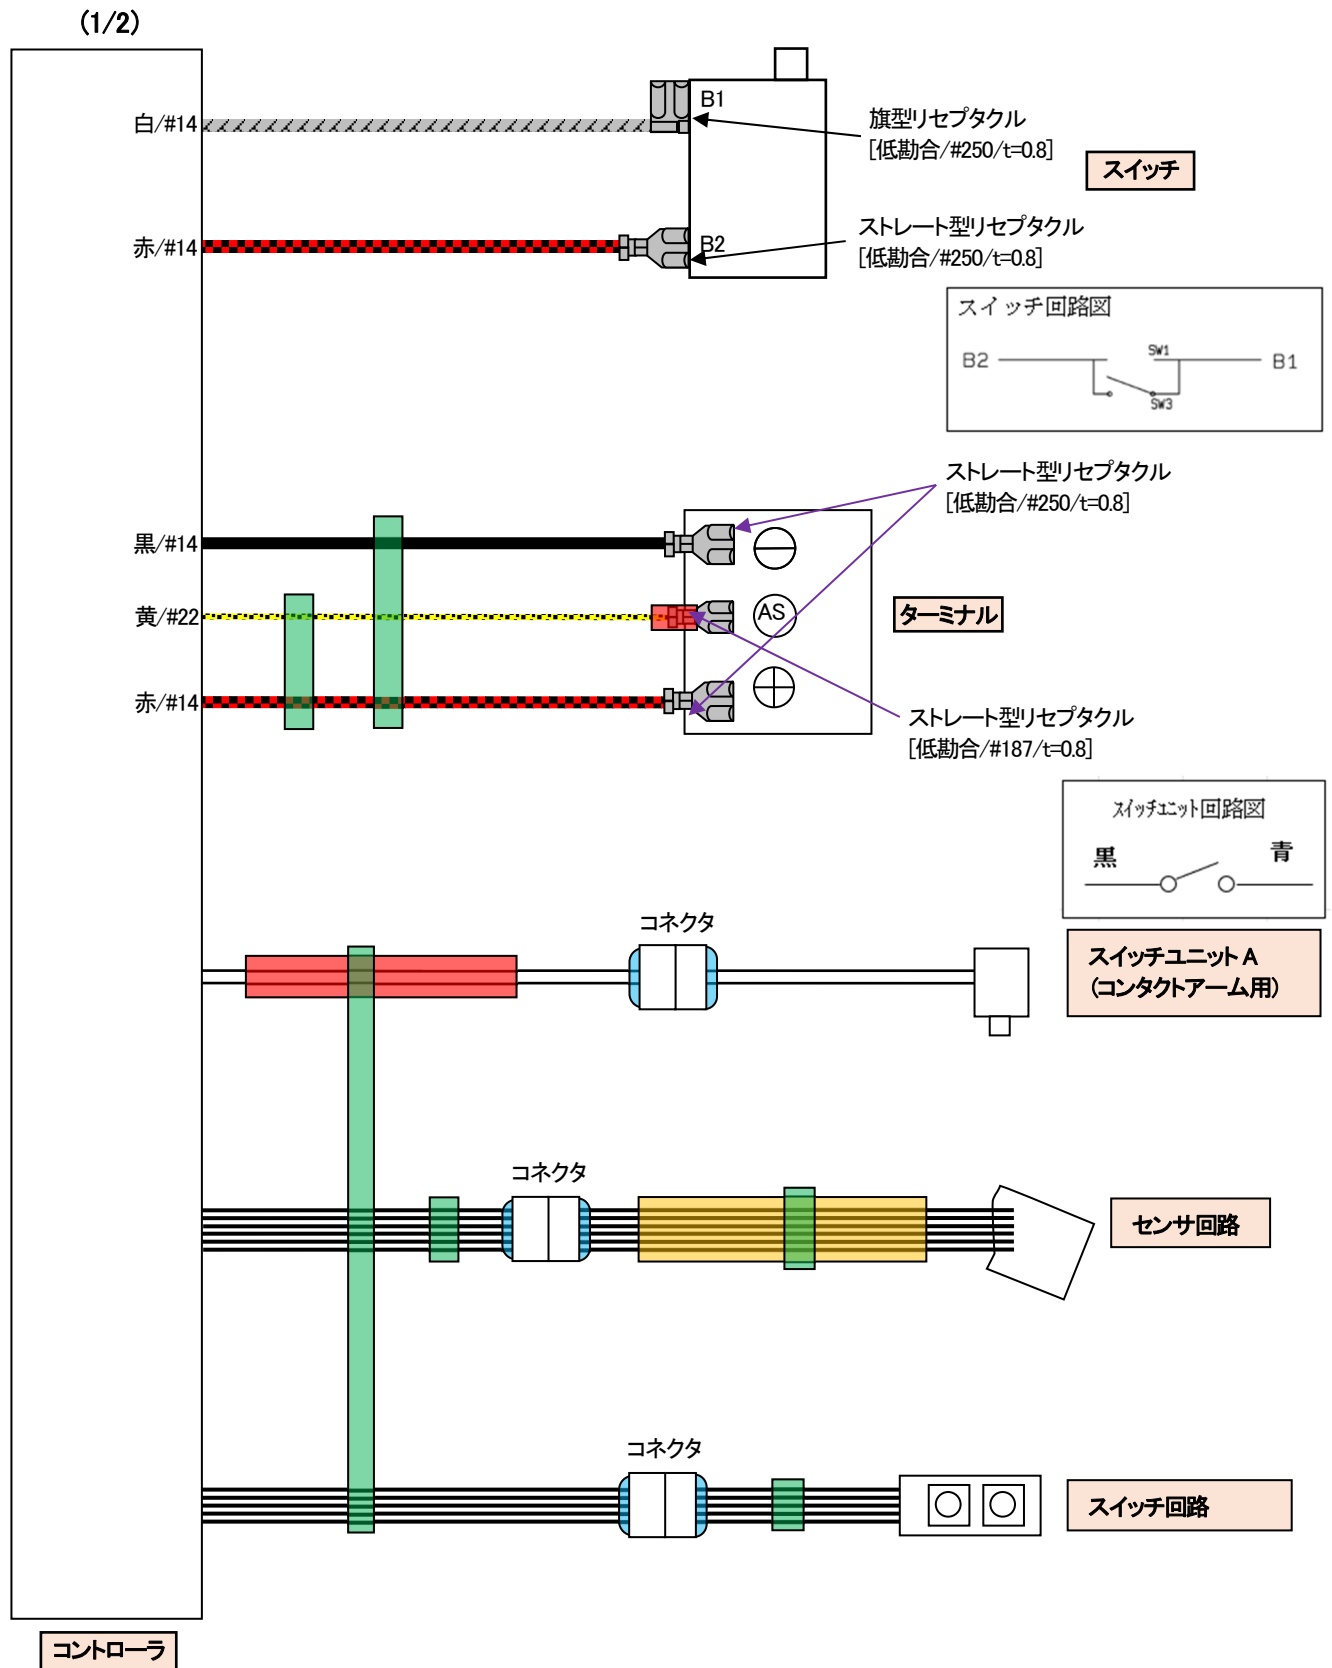 (1/2)
白/#14
B1
旗型リセプタクル
[低勘合/#250/t=0.8]
スイッチ
赤/#14
B2
ストレート型リセプタクル
[低勘合/#250/t=0.8]
スイッチ回路図
B2
SW1
B1
SW3
ストレート型リセプタクル
[低勘合/#250/t=0.8]
黒/#14
黄/#22
AS
ターミナル
赤/#14
ストレート型リセプタクル
[低勘合/#187/t=0.8]
スイッチユニット回路図
黒
青
コネクタ
スイッチユニット A
(コンタクトアーム用)
コネクタ
センサ回路
コネクタ
スイッチ回路
コントローラ